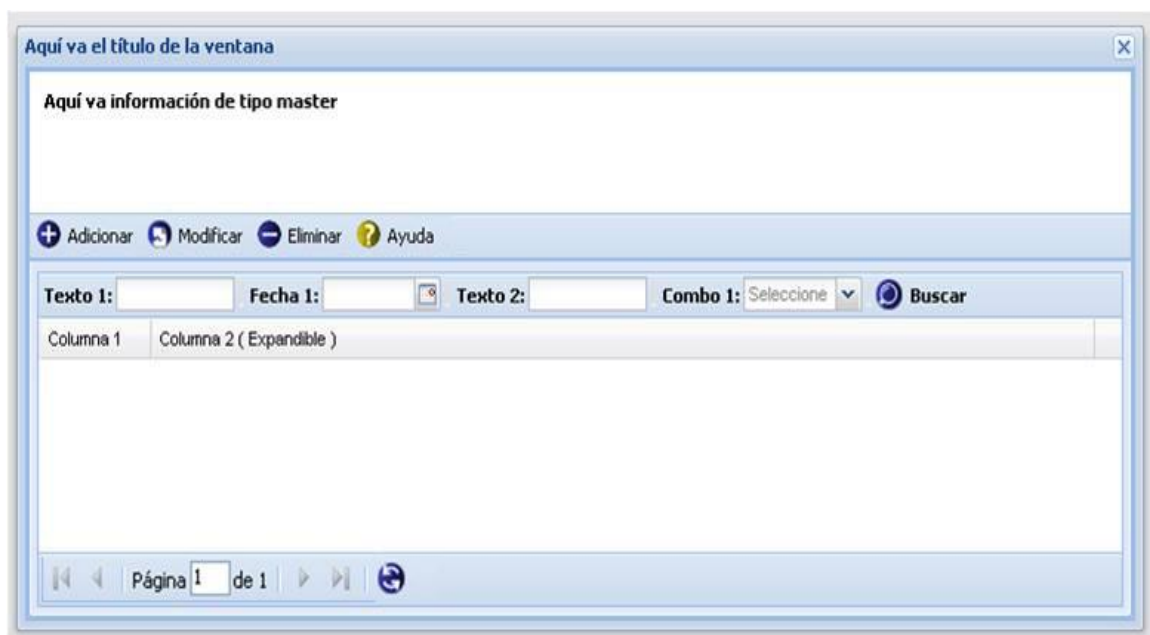 Aquí va el título de la ventana
Aquí va información de tipo master
Adicionar Modificar Eliminar Ayuda
Texto 1: Fecha 1: Texto 2: Combo 1: Seleccione Buscar
Columna 1 Columna 2 ( Expandible )
Página 1 de 1